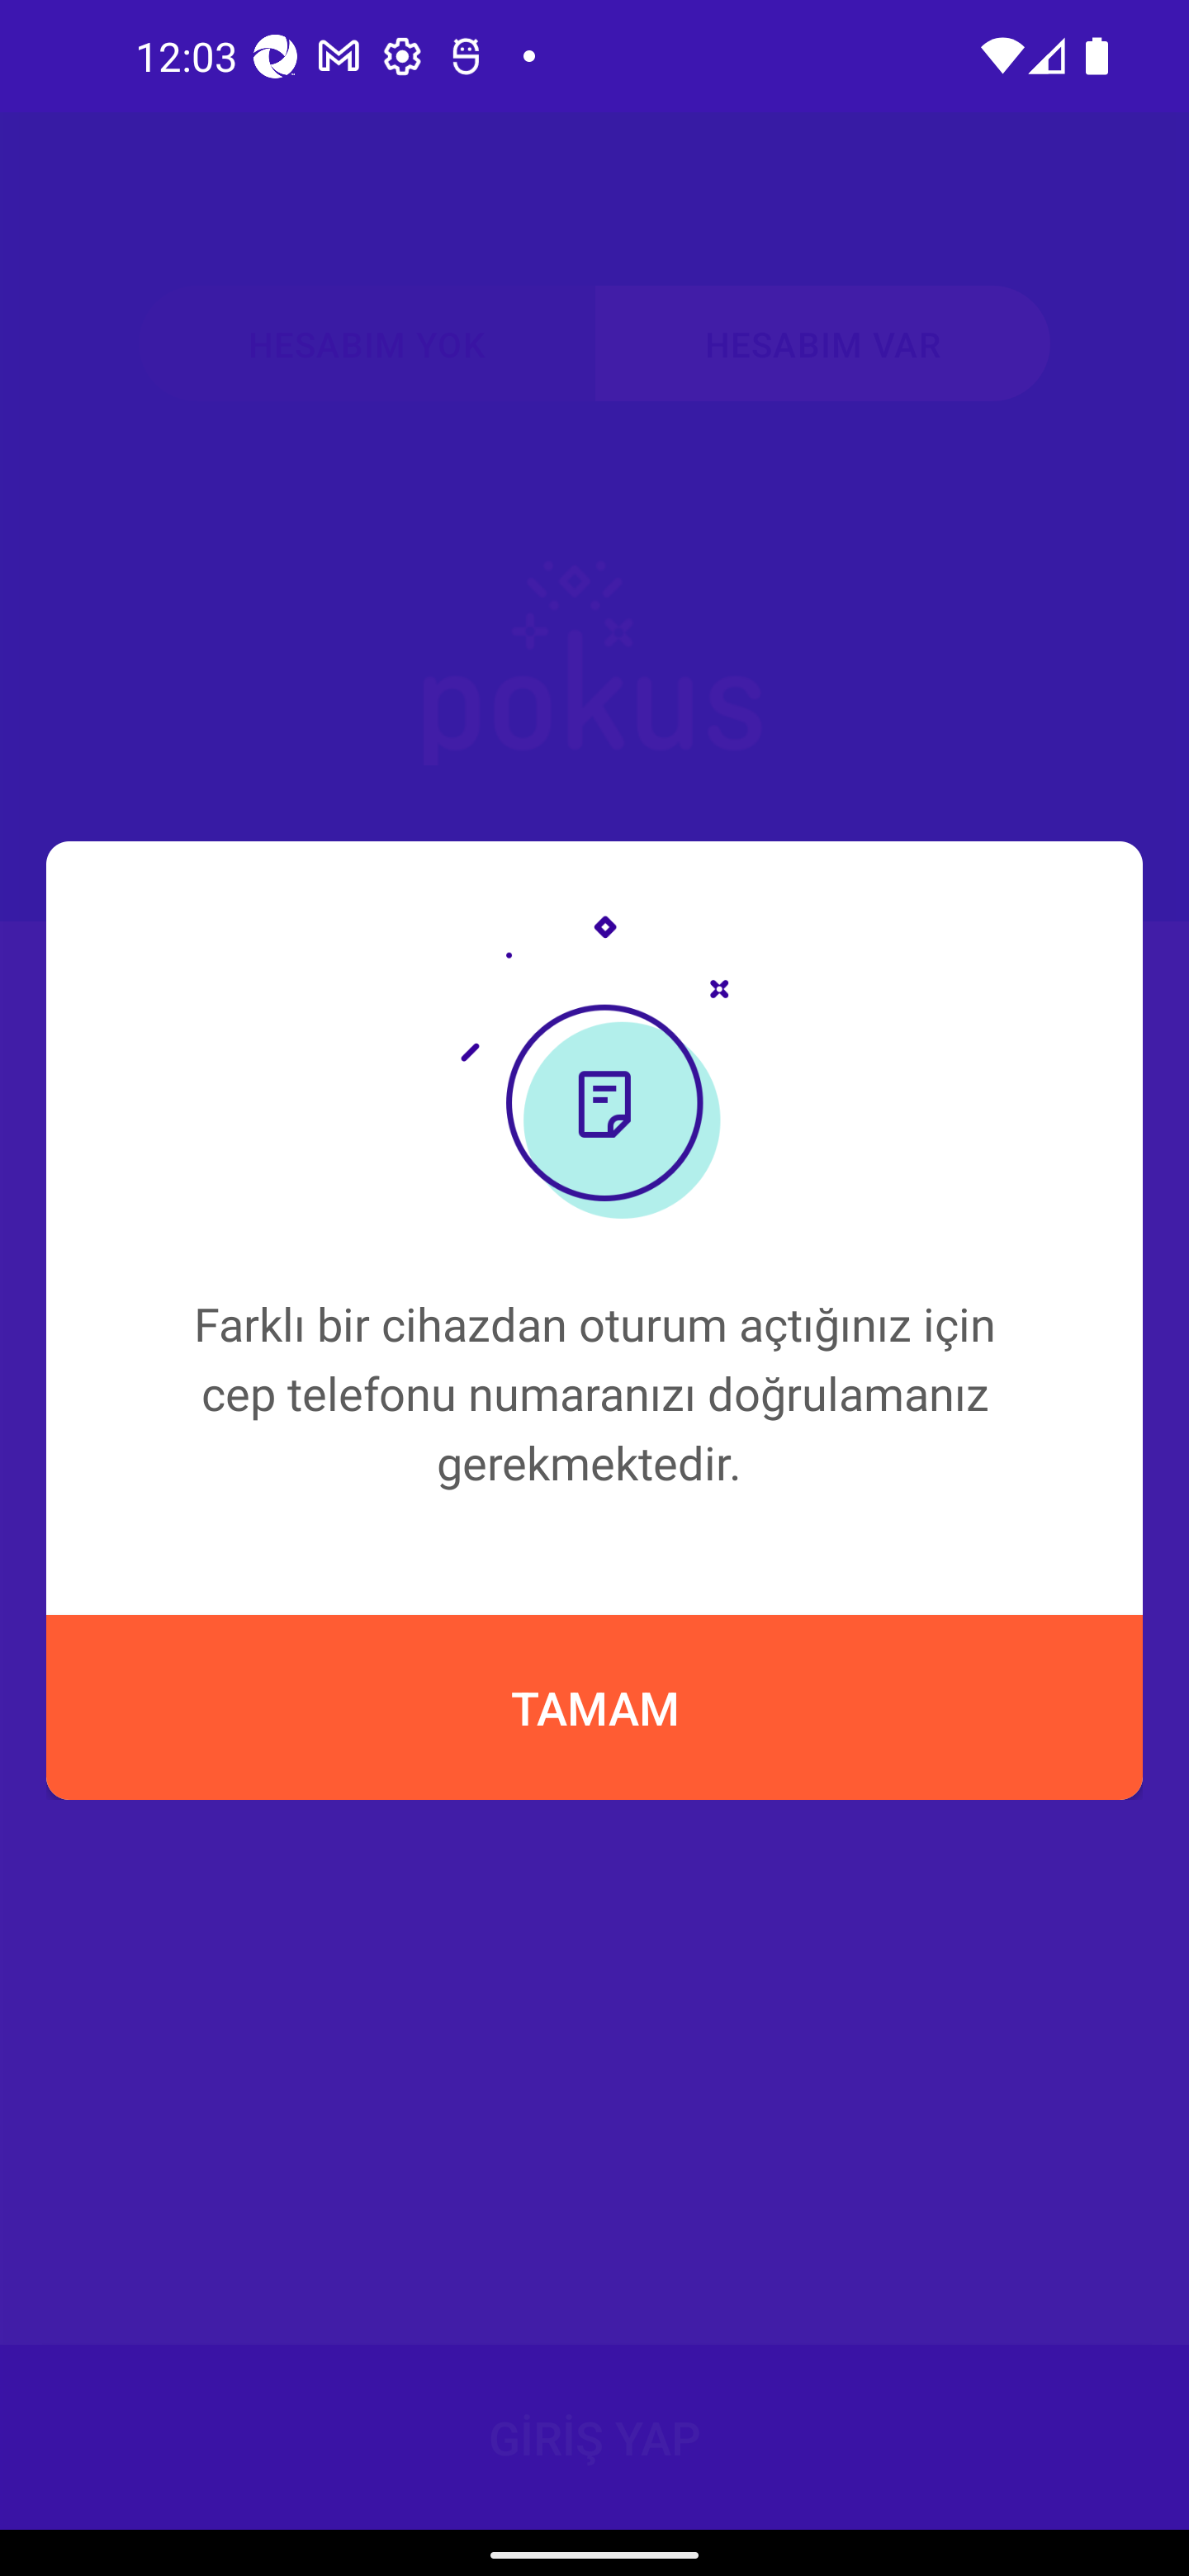 12:03
HESABIM YOK
HESABIM VAR
pokus
Farklı bir cihazdan oturum açtığınız için
cep telefonu numaranızı doğrulamanız
gerekmektedir.
TAMAM
GİRİŞ YAP